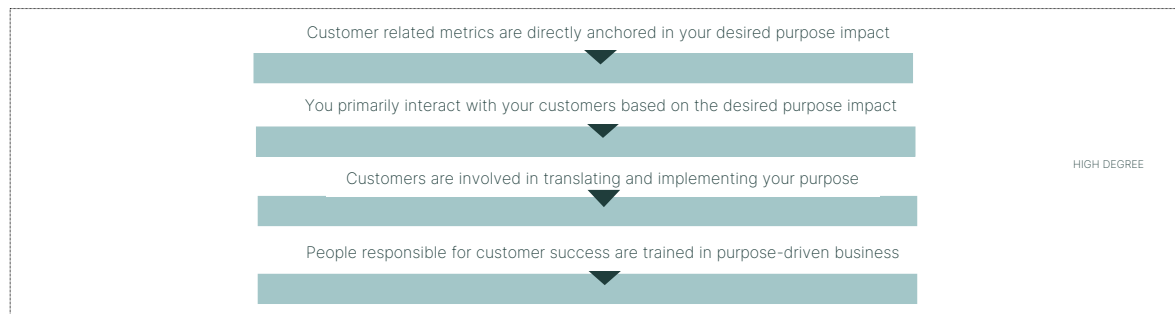 Customer related metrics are directly anchored in your desired purpose impact
You primarily interact with your customers based on the desired purpose impact
HIGH DEGREE
Customers are involved in translating and implementing your purpose
People responsible for customer success are trained in purpose-driven business